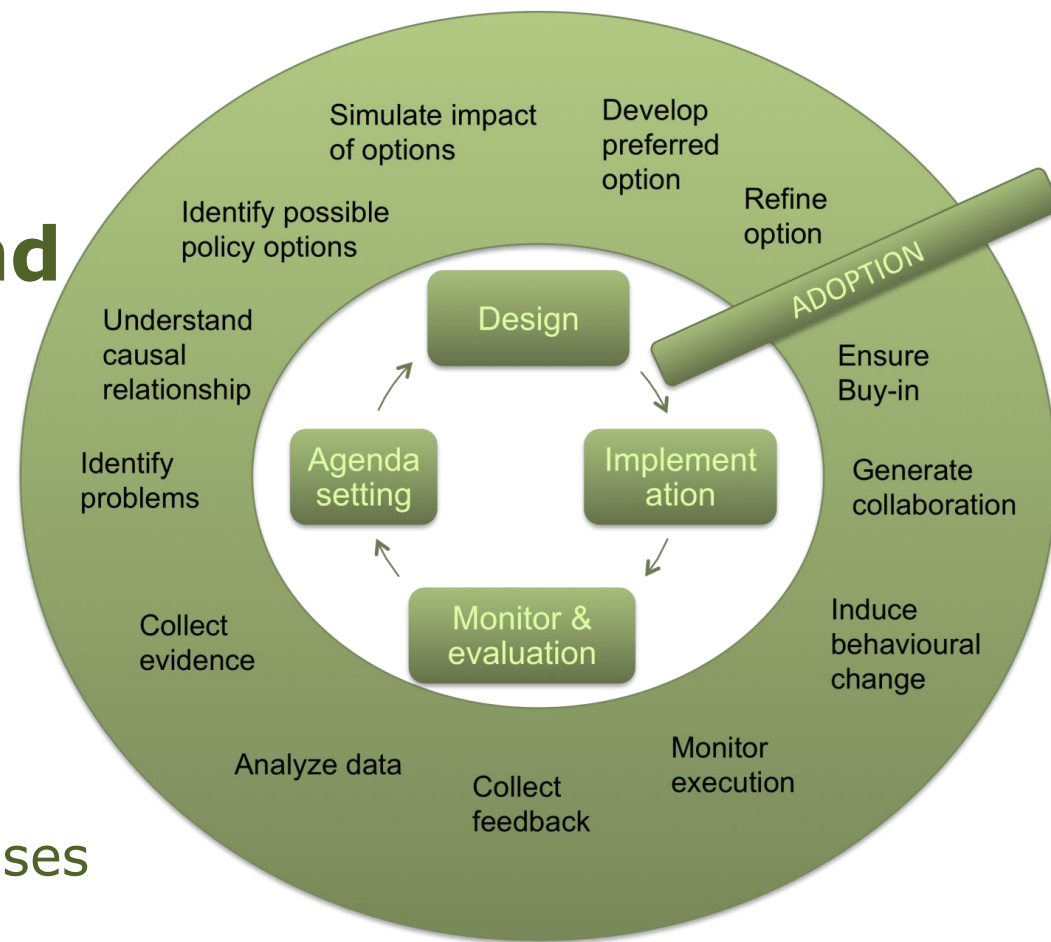 Simulate impact
of options
Develop
preferred
option
Refine
option
Identify possible
policy options
nd
ADOPTION
Understand
causal
relationship
Design
Ensure
Buy-in
Identify
problems
Agenda
setting
Implement
ation
Generate
collaboration
Collect
evidence
Monitor &
evaluation
Induce
behavioural
change
Analyze data
Collect
feedback
Monitor
execution
ses